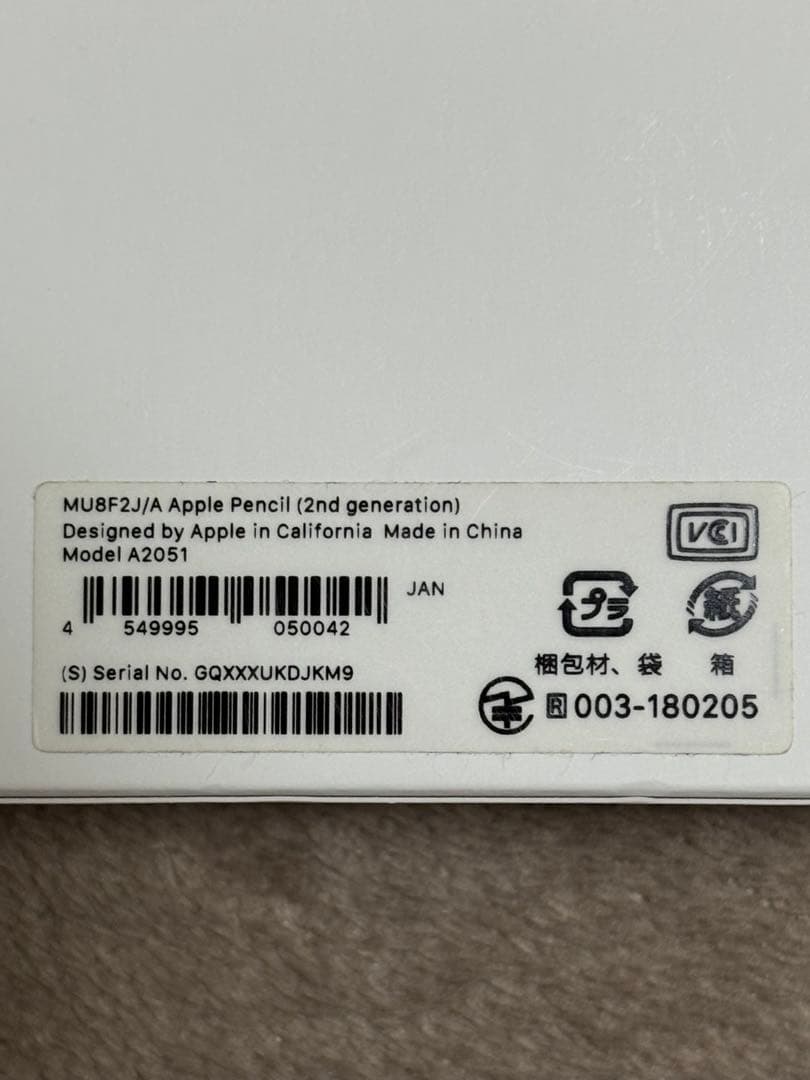 MU8F2J/A Apple Pencil (2nd generation)
Designed by Apple in California Made in China
Model A2051
JAN
4 549995 050042
(S) Serial No. GQXXXUKDJKM9
VCCI
プラ
紙
梱包材、袋 箱
R 003-180205